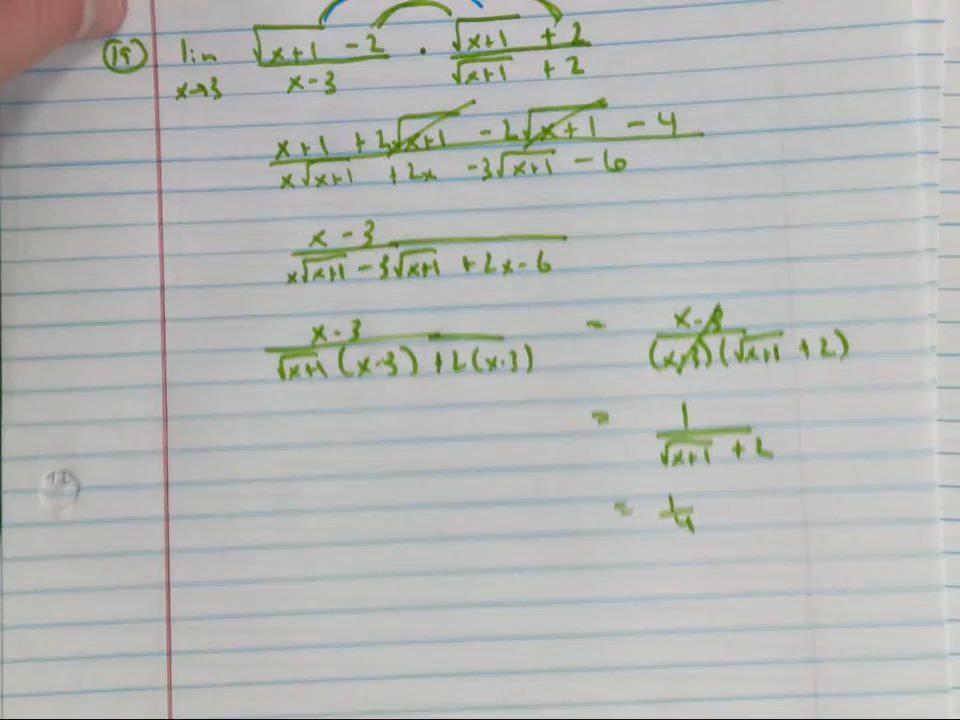 19 lim x→3 (√(x+1) - 2)/(x-3) · (√(x+1) + 2)/(√(x+1) + 2)
(x+1 +2√(x+1) -2√(x+1) -4)/(x√(x+1) +2x -3√(x+1) -6)
(x-3)/(x√(x+1) -3√(x+1) +2x-6)
(x-3)/(√(x+1) (x-3) +2(x-3)) = (x-3)/((x-3)(√(x+1) +2))
= 1/(√(x+1) +2)
= 1/4